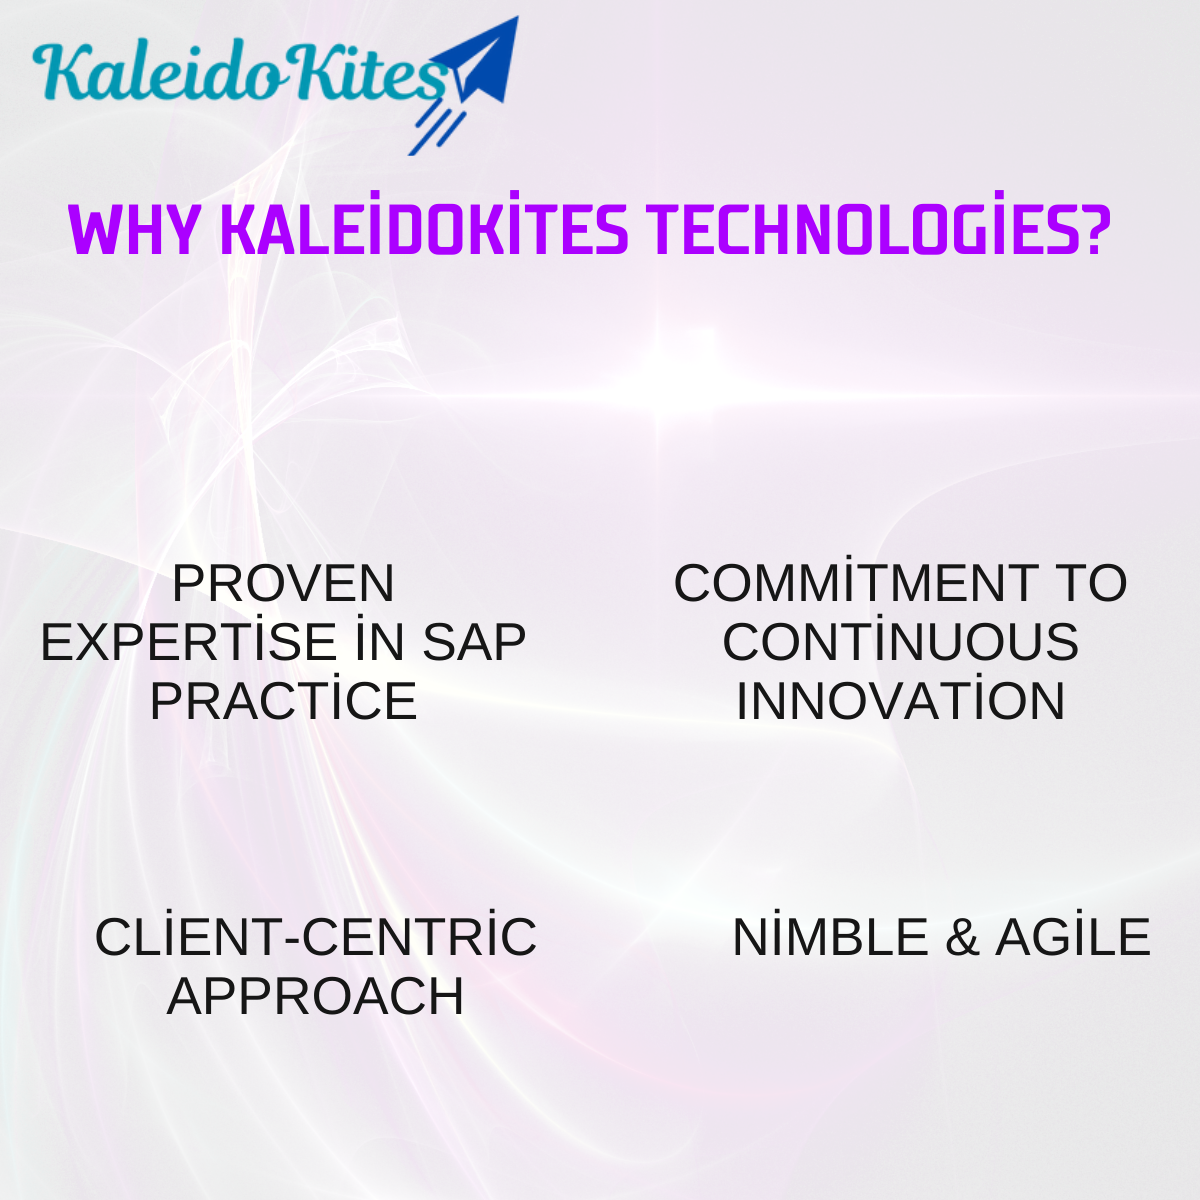 KaleidoKites
WHY KALEİDOKİTES TECHNOLOGİES?
PROVEN
EXPERTİSE İN SAP
PRACTİCE
COMMİTMENT TO
CONTİNUOUS
INNOVATİON
CLİENT-CENTRİC
APPROACH
NİMBLE & AGİLE